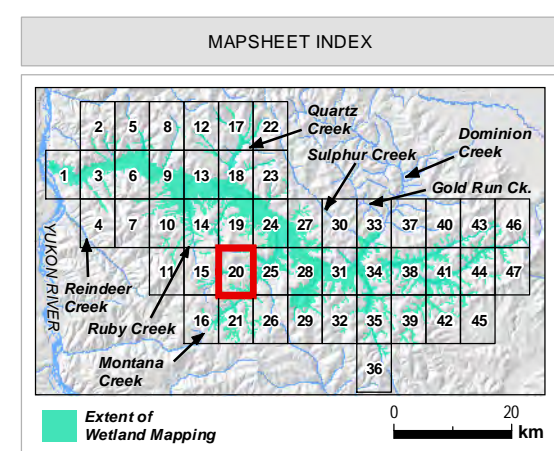 MAPSHEET INDEX
Quartz
Creek
Dominion
Creek
Sulphur Creek
Gold Run Ck.
2 5 8 12 17 22
1 3 6 9 13 18 23
4 7 10 14 19 24 27 30 33 37 40 43 46
11 15 20 25 28 31 34 38 41 44 47
16 21 26 29 32 35 39 42 45
36
YUKON RIVER
Reindeer
Creek
Ruby Creek
Montana
Creek
Extent of
Wetland Mapping
0 20
km